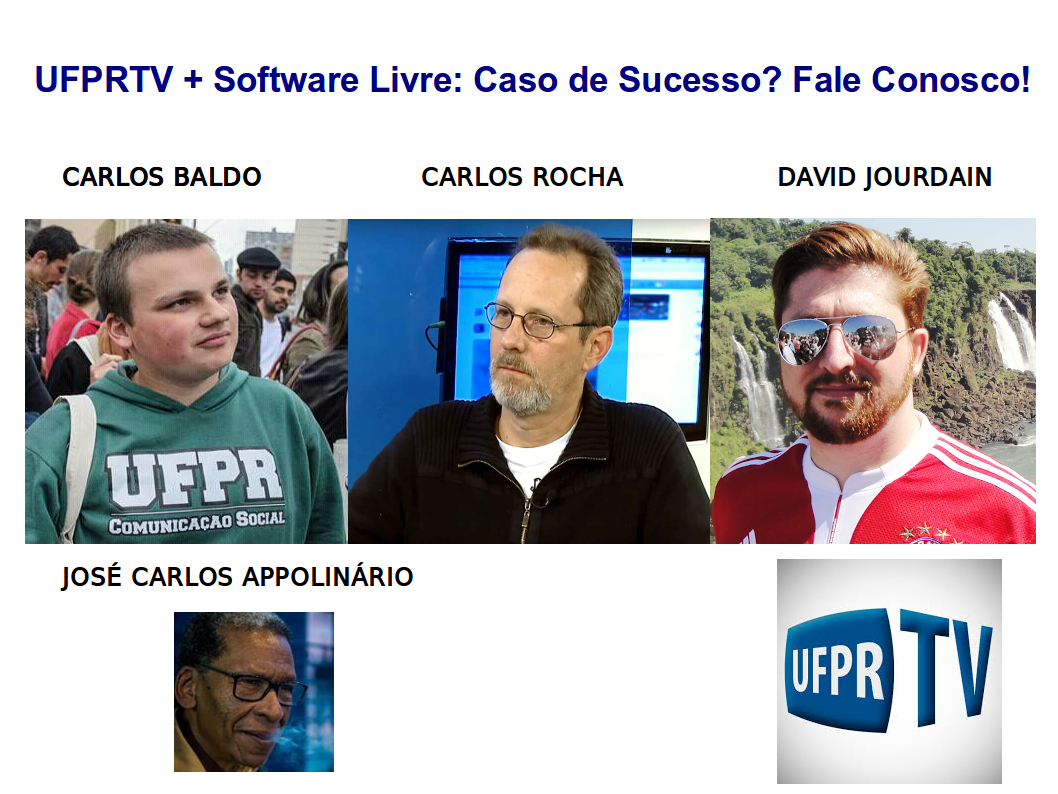 UFPRTV + Software Livre: Caso de Sucesso? Fale Conosco!
CARLOS BALDO
CARLOS ROCHA
DAVID JOURDAIN
UFPR
COMUNICAÇÃO SOCIAL
JOSÉ CARLOS APPOLINÁRIO
UFPR TV